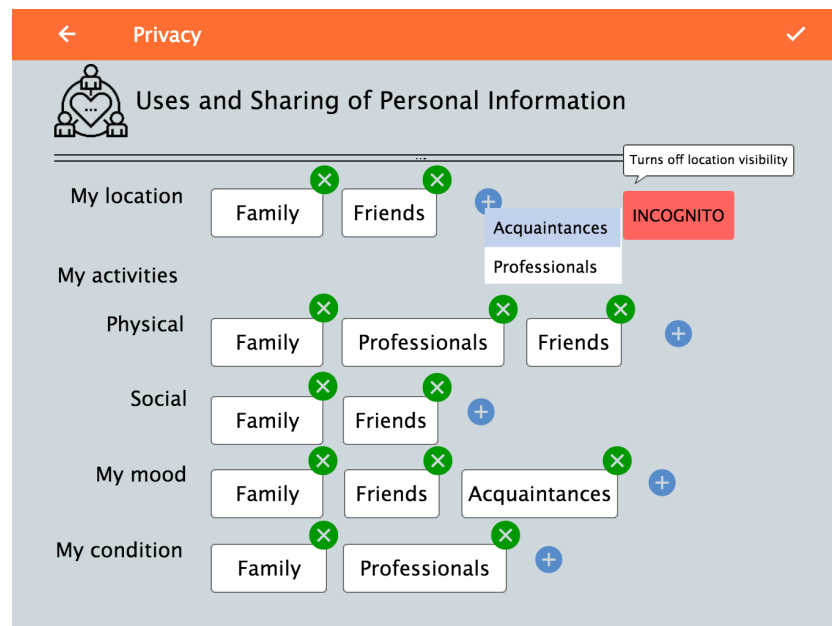 Privacy
Uses and Sharing of Personal Information
Turns off location visibility
My location
Family
Friends
INCOGNITO
Acquaintances
Professionals
My activities
Physical
Family
Professionals
Friends
Social
Family
Friends
My mood
Family
Friends
Acquaintances
My condition
Family
Professionals